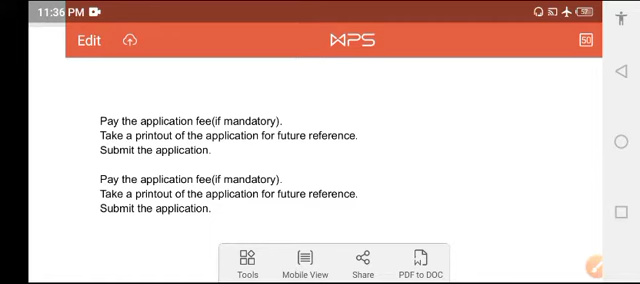 11:36 PM
Edit
WPS
50
Pay the application fee(if mandatory).
Take a printout of the application for future reference.
Submit the application.
Pay the application fee(if mandatory).
Take a printout of the application for future reference.
Submit the application.
Tools
Mobile View
Share
PDF to DOC